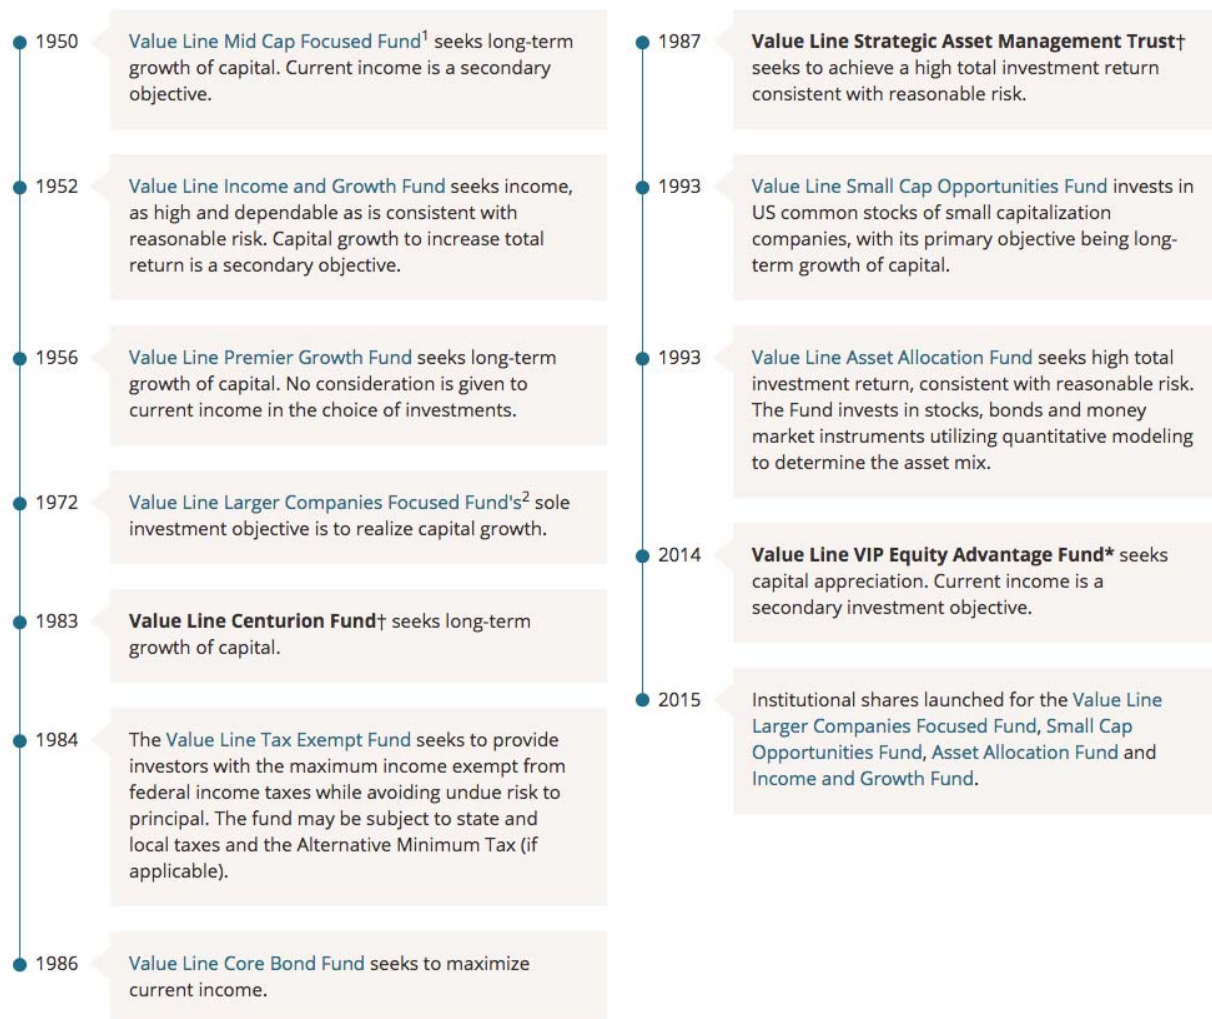 1950
Value Line Mid Cap Focused Fund¹ seeks long-term
growth of capital. Current income is a secondary
objective.
1952
Value Line Income and Growth Fund seeks income,
as high and dependable as is consistent with
reasonable risk. Capital growth to increase total
return is a secondary objective.
1956
Value Line Premier Growth Fund seeks long-term
growth of capital. No consideration is given to
current income in the choice of investments.
1972
Value Line Larger Companies Focused Fund's² sole
investment objective is to realize capital growth.
1983
Value Line Centurion Fund† seeks long-term
growth of capital.
1984
The Value Line Tax Exempt Fund seeks to provide
investors with the maximum income exempt from
federal income taxes while avoiding undue risk to
principal. The fund may be subject to state and
local taxes and the Alternative Minimum Tax (if
applicable).
1986
Value Line Core Bond Fund seeks to maximize
current income.
1987
Value Line Strategic Asset Management Trust†
seeks to achieve a high total investment return
consistent with reasonable risk.
1993
Value Line Small Cap Opportunities Fund invests in
US common stocks of small capitalization
companies, with its primary objective being long-
term growth of capital.
1993
Value Line Asset Allocation Fund seeks high total
investment return, consistent with reasonable risk.
The Fund invests in stocks, bonds and money
market instruments utilizing quantitative modeling
to determine the asset mix.
2014
Value Line VIP Equity Advantage Fund* seeks
capital appreciation. Current income is a
secondary investment objective.
2015
Institutional shares launched for the Value Line
Larger Companies Focused Fund, Small Cap
Opportunities Fund, Asset Allocation Fund and
Income and Growth Fund.